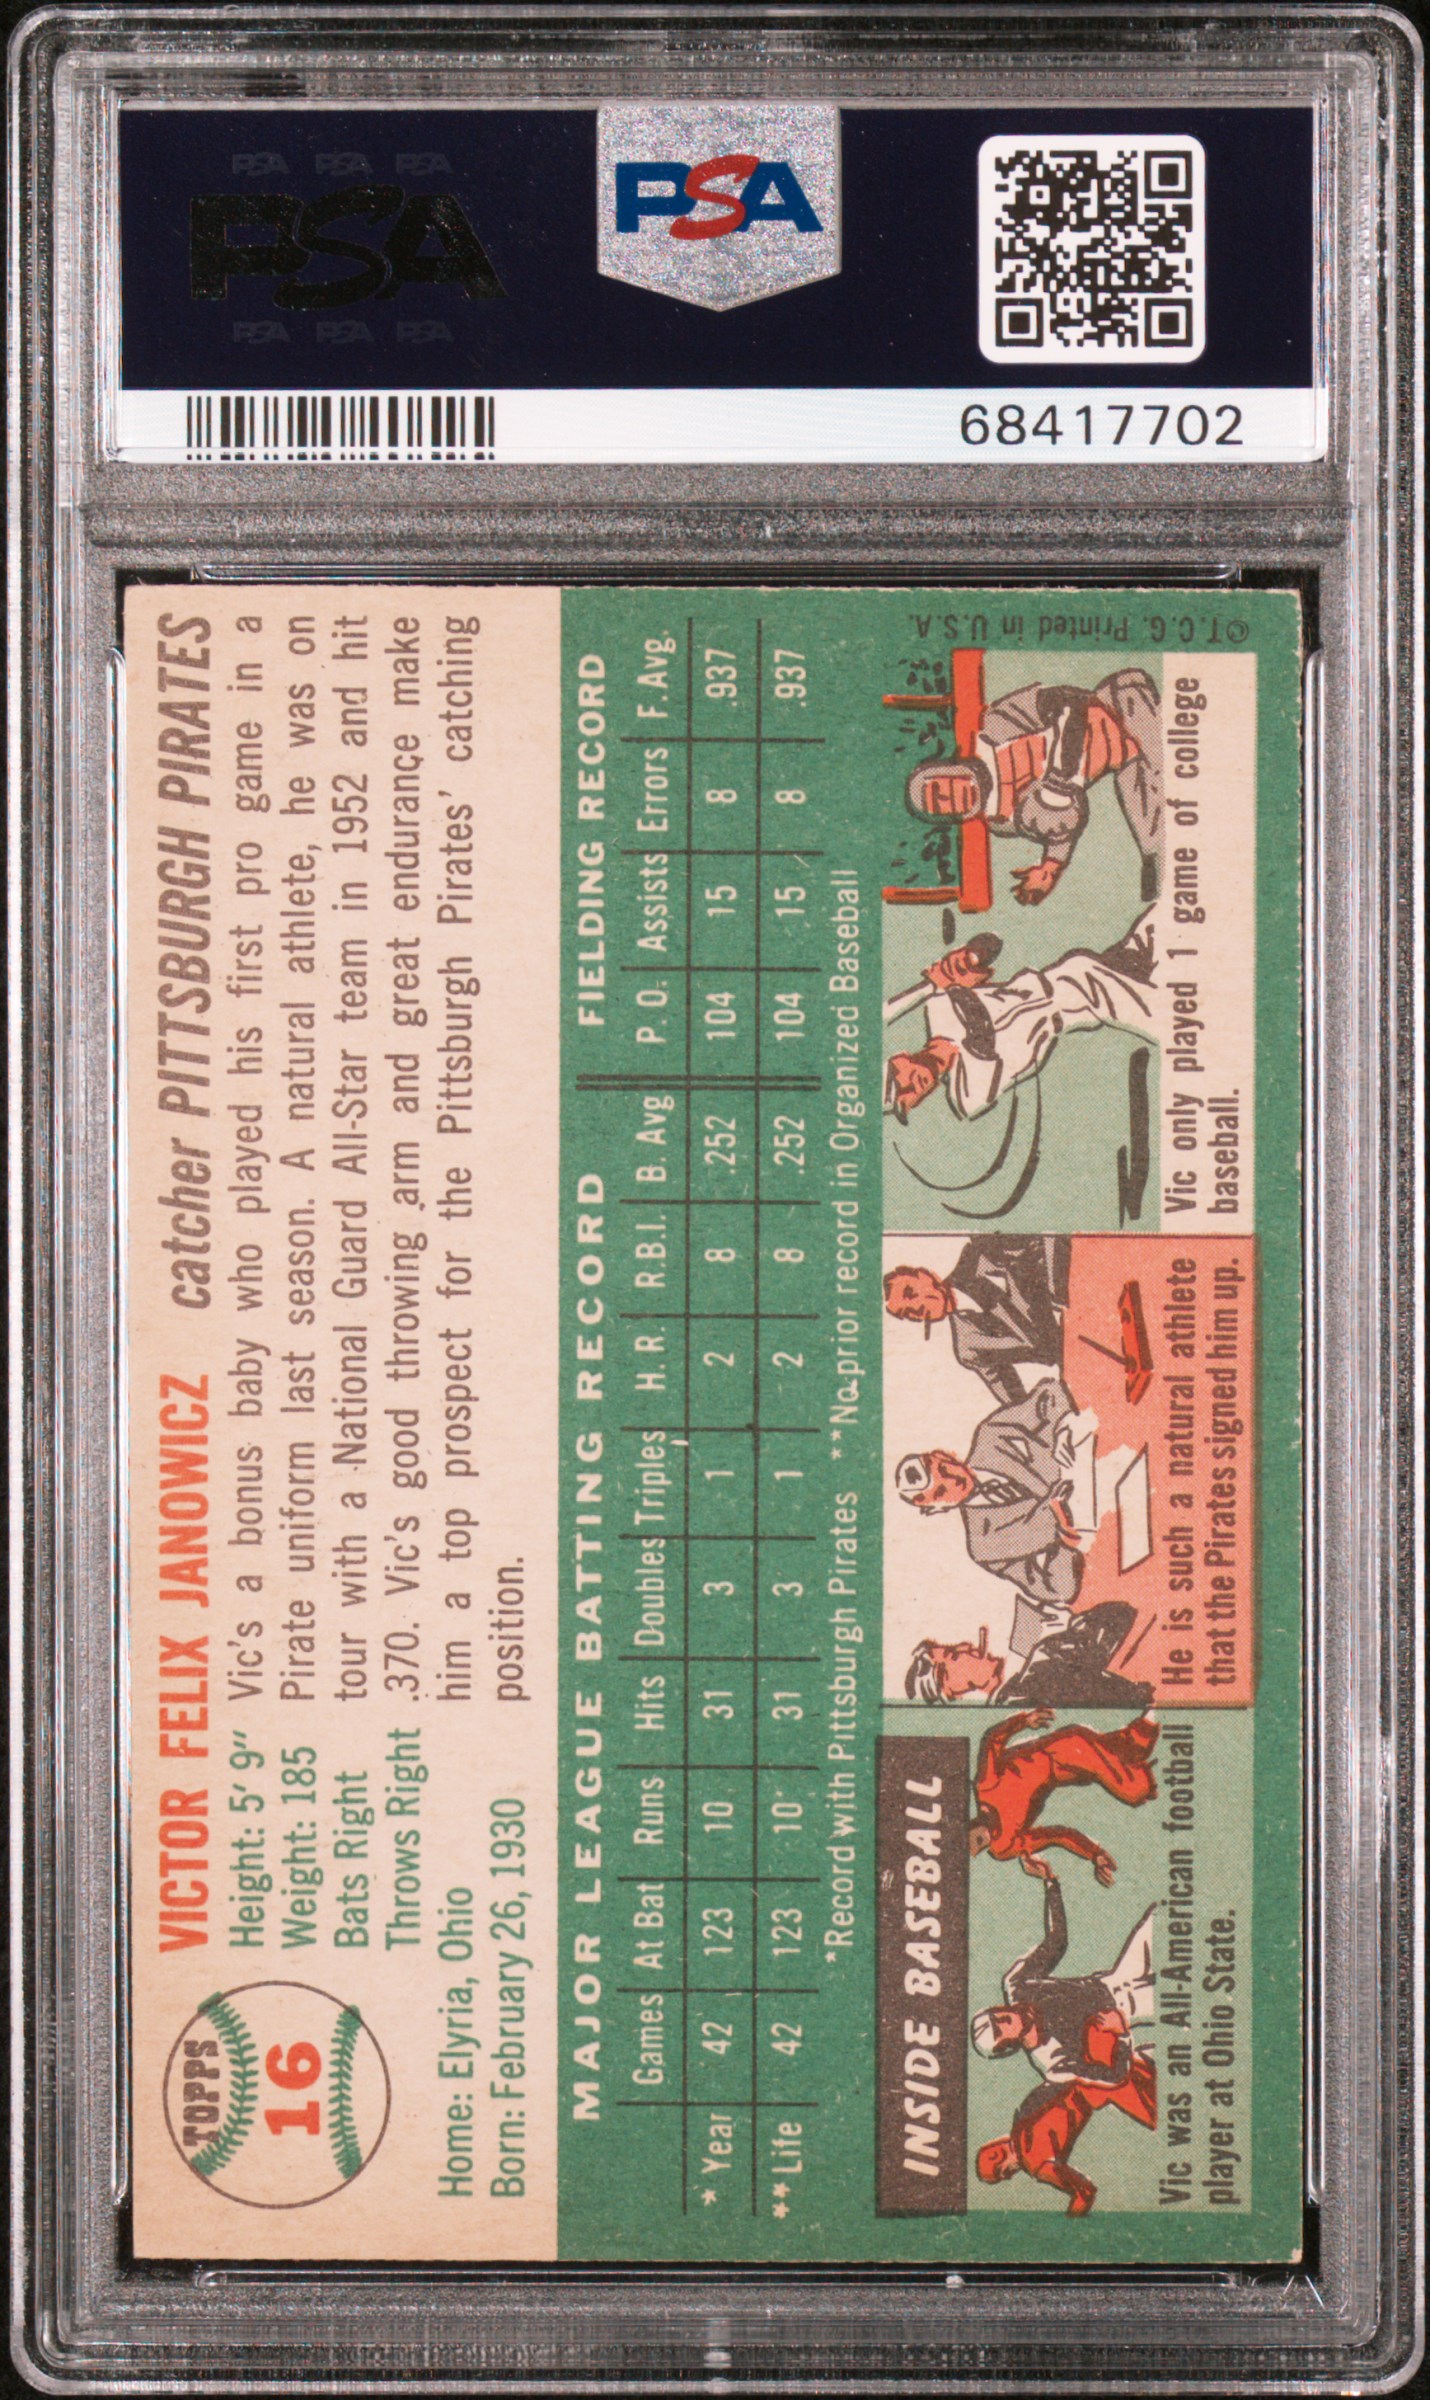 PSA PSA PSA
PSA
PSA PSA PSA
PSA
68417702
TOPPS
16
VICTOR FELIX JANOWICZ catcher PITTSBURGH PIRATES
Height: 5' 9"
Weight: 185
Bats Right
Throws Right
Home: Elyria, Ohio
Born: February 26, 1930
Vic's a bonus baby who played his first pro game in a
Pirate uniform last season. A natural athlete, he was on
tour with a National Guard All-Star team in 1952 and hit
.370. Vic's good throwing arm and great endurance make
him a top prospect for the Pittsburgh Pirates' catching
position.
MAJOR LEAGUE BATTING RECORD FIELDING RECORD
Games At Bat Runs Hits Doubles Triples H.R. R.B.I. B. Avg. P.O. Assists Errors F. Avg.
* Year 42 123 10 31 3 1 2 8 .252 104 15 8 .937
** Life 42 123 10 31 3 1 2 8 .252 104 15 8 .937
*Record with Pittsburgh Pirates **No prior record in Organized Baseball
INSIDE BASEBALL
Vic was an All-American football
player at Ohio State.
He is such a natural athlete
that the Pirates signed him up.
Vic only played 1 game of college
baseball.
©T.C.G. Printed in U.S.A.